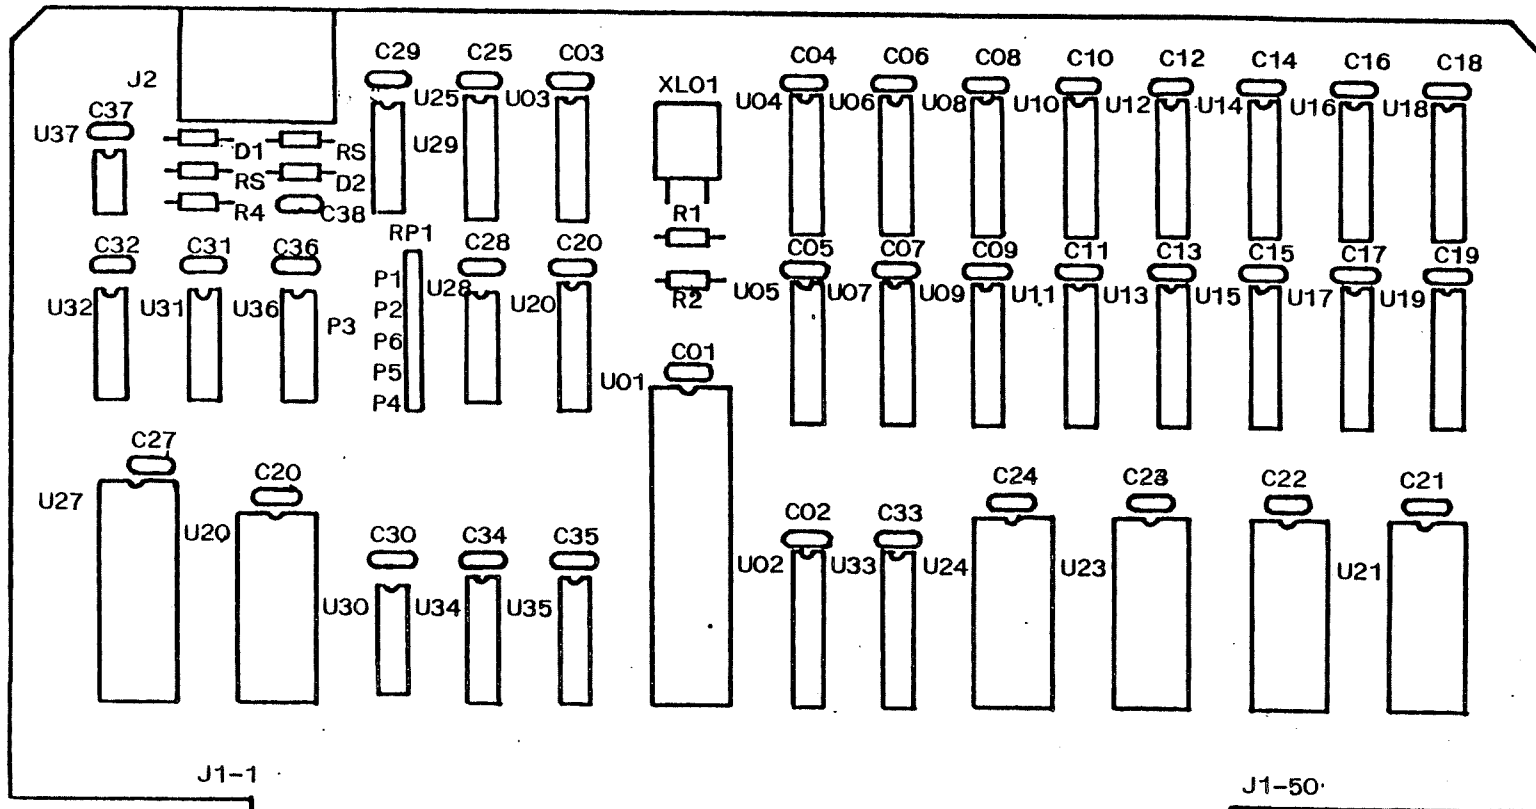 C29 C25 C03 C04 C06 C08 C10 C12 C14 C16 C18
J2 XL01
U25 U03 U04 U06 U08 U10 U12 U14 U16 U18
C37
U37 U29
D1 RS
RS D2
R4 C38 R1
RP1
C32 C31 C36 C28 C20 C05 C07 C09 C11 C13 C15 C17 C19
P1 U28 R2 U05 U07 U09 U11 U13 U15 U17 U19
U32 U31 U36 P2 U20
P3
P6
C01
P5 U01
P4
C27
C20 C24 C23 C22 C21
U27
U20 C30 C34 C35 C02 C33
U02 U33 U24 U23 U21
U30 U34 U35
J1-1 J1-50